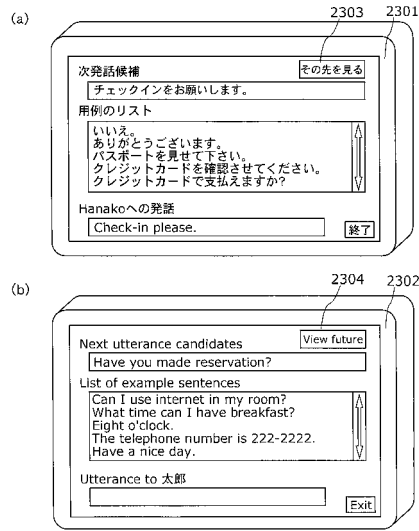 (a)
2303
2301
次発話候補
その先を見る
チェックインをお願いします。
用例のリスト
いいえ。
ありがとうございます。
パスポートを見せて下さい。
クレジットカードを確認させてください。
クレジットカードで支払えますか?
Hanakoへの発話
Check-in please.
終了
(b)
2304
2302
Next utterance candidates
View future
Have you made reservation?
List of example sentences
Can I use internet in my room?
What time can I have breakfast?
Eight o'clock.
The telephone number is 222-2222.
Have a nice day.
Utterance to 太郎
Exit